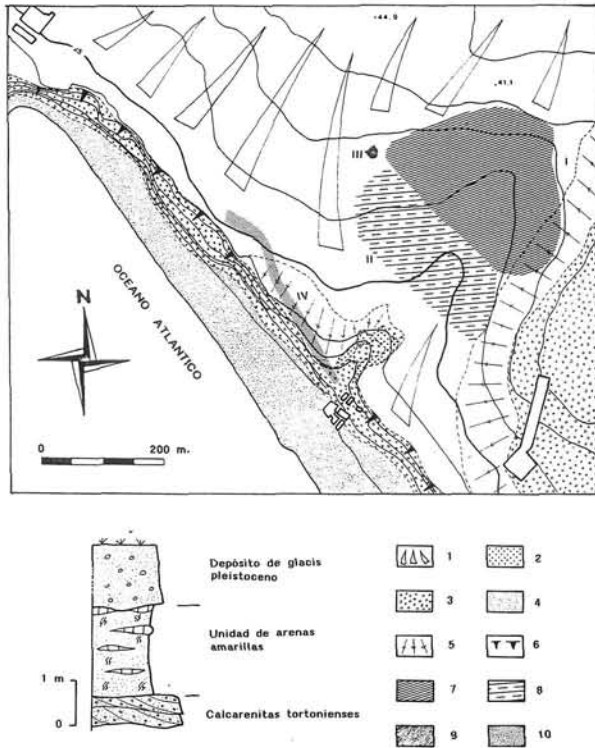 -44.9
.41.1
25
I
III
II
IV
OCEANO ATLANTICO
N
0 200 m.
Depósito de glacis
pleistoceno
Unidad de arenas
amarillas
1 m
0
Calcarenitas tortonienses
1 2
3 4
5 6
7 8
9 10